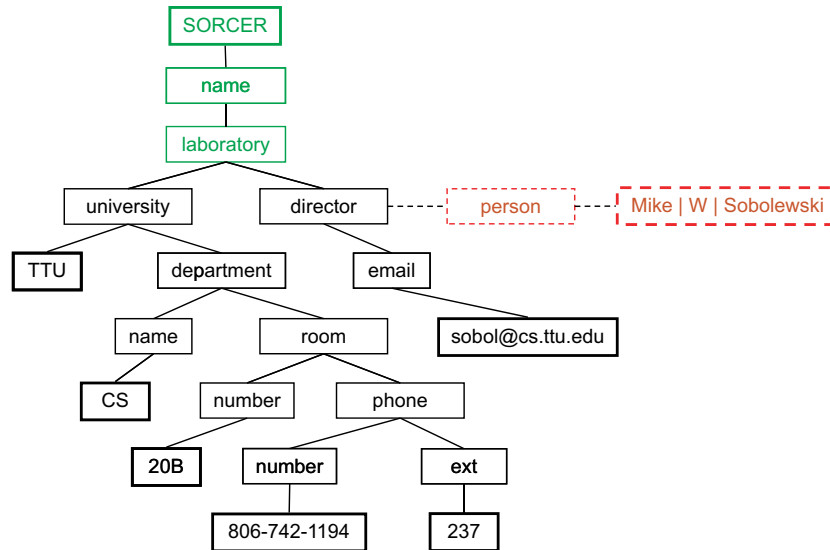 SORCER
name
laboratory
university
director
person
Mike | W | Sobolewski
TTU
department
email
name
room
sobol@cs.ttu.edu
CS
number
phone
20B
number
ext
806-742-1194
237